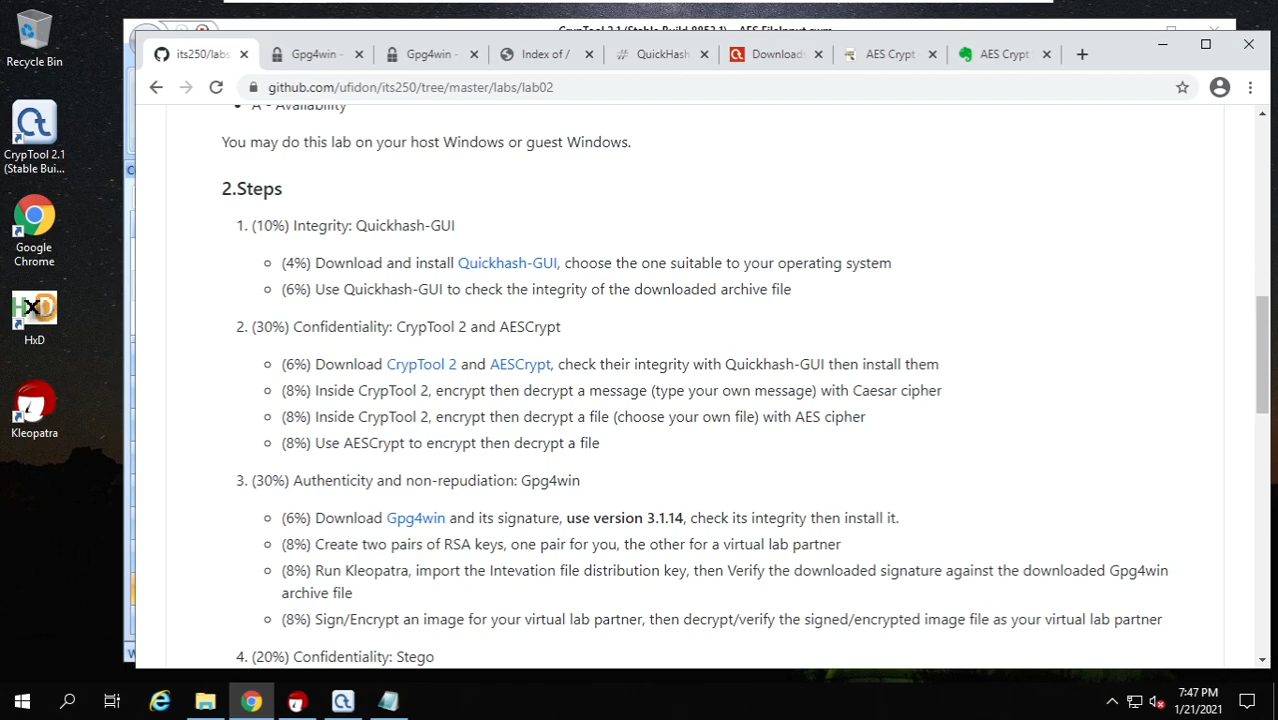 Recycle Bin
CrypTool 2.1
(Stable Bui...
Google
Chrome
HxD
Kleopatra
its250/labs
Gpg4win -
Gpg4win -
Index of /
QuickHash
Downloads
AES Crypt
AES Crypt
github.com/ufidon/its250/tree/master/labs/lab02
A - Availability
You may do this lab on your host Windows or guest Windows.
2.Steps
1. (10%) Integrity: Quickhash-GUI
(4%) Download and install Quickhash-GUI, choose the one suitable to your operating system
(6%) Use Quickhash-GUI to check the integrity of the downloaded archive file
2. (30%) Confidentiality: CrypTool 2 and AESCrypt
(6%) Download CrypTool 2 and AESCrypt, check their integrity with Quickhash-GUI then install them
(8%) Inside CrypTool 2, encrypt then decrypt a message (type your own message) with Caesar cipher
(8%) Inside CrypTool 2, encrypt then decrypt a file (choose your own file) with AES cipher
(8%) Use AESCrypt to encrypt then decrypt a file
3. (30%) Authenticity and non-repudiation: Gpg4win
(6%) Download Gpg4win and its signature, use version 3.1.14, check its integrity then install it.
(8%) Create two pairs of RSA keys, one pair for you, the other for a virtual lab partner
(8%) Run Kleopatra, import the Intevation file distribution key, then Verify the downloaded signature against the downloaded Gpg4win
archive file
(8%) Sign/Encrypt an image for your virtual lab partner, then decrypt/verify the signed/encrypted image file as your virtual lab partner
4. (20%) Confidentiality: Stego
7:47 PM
1/21/2021